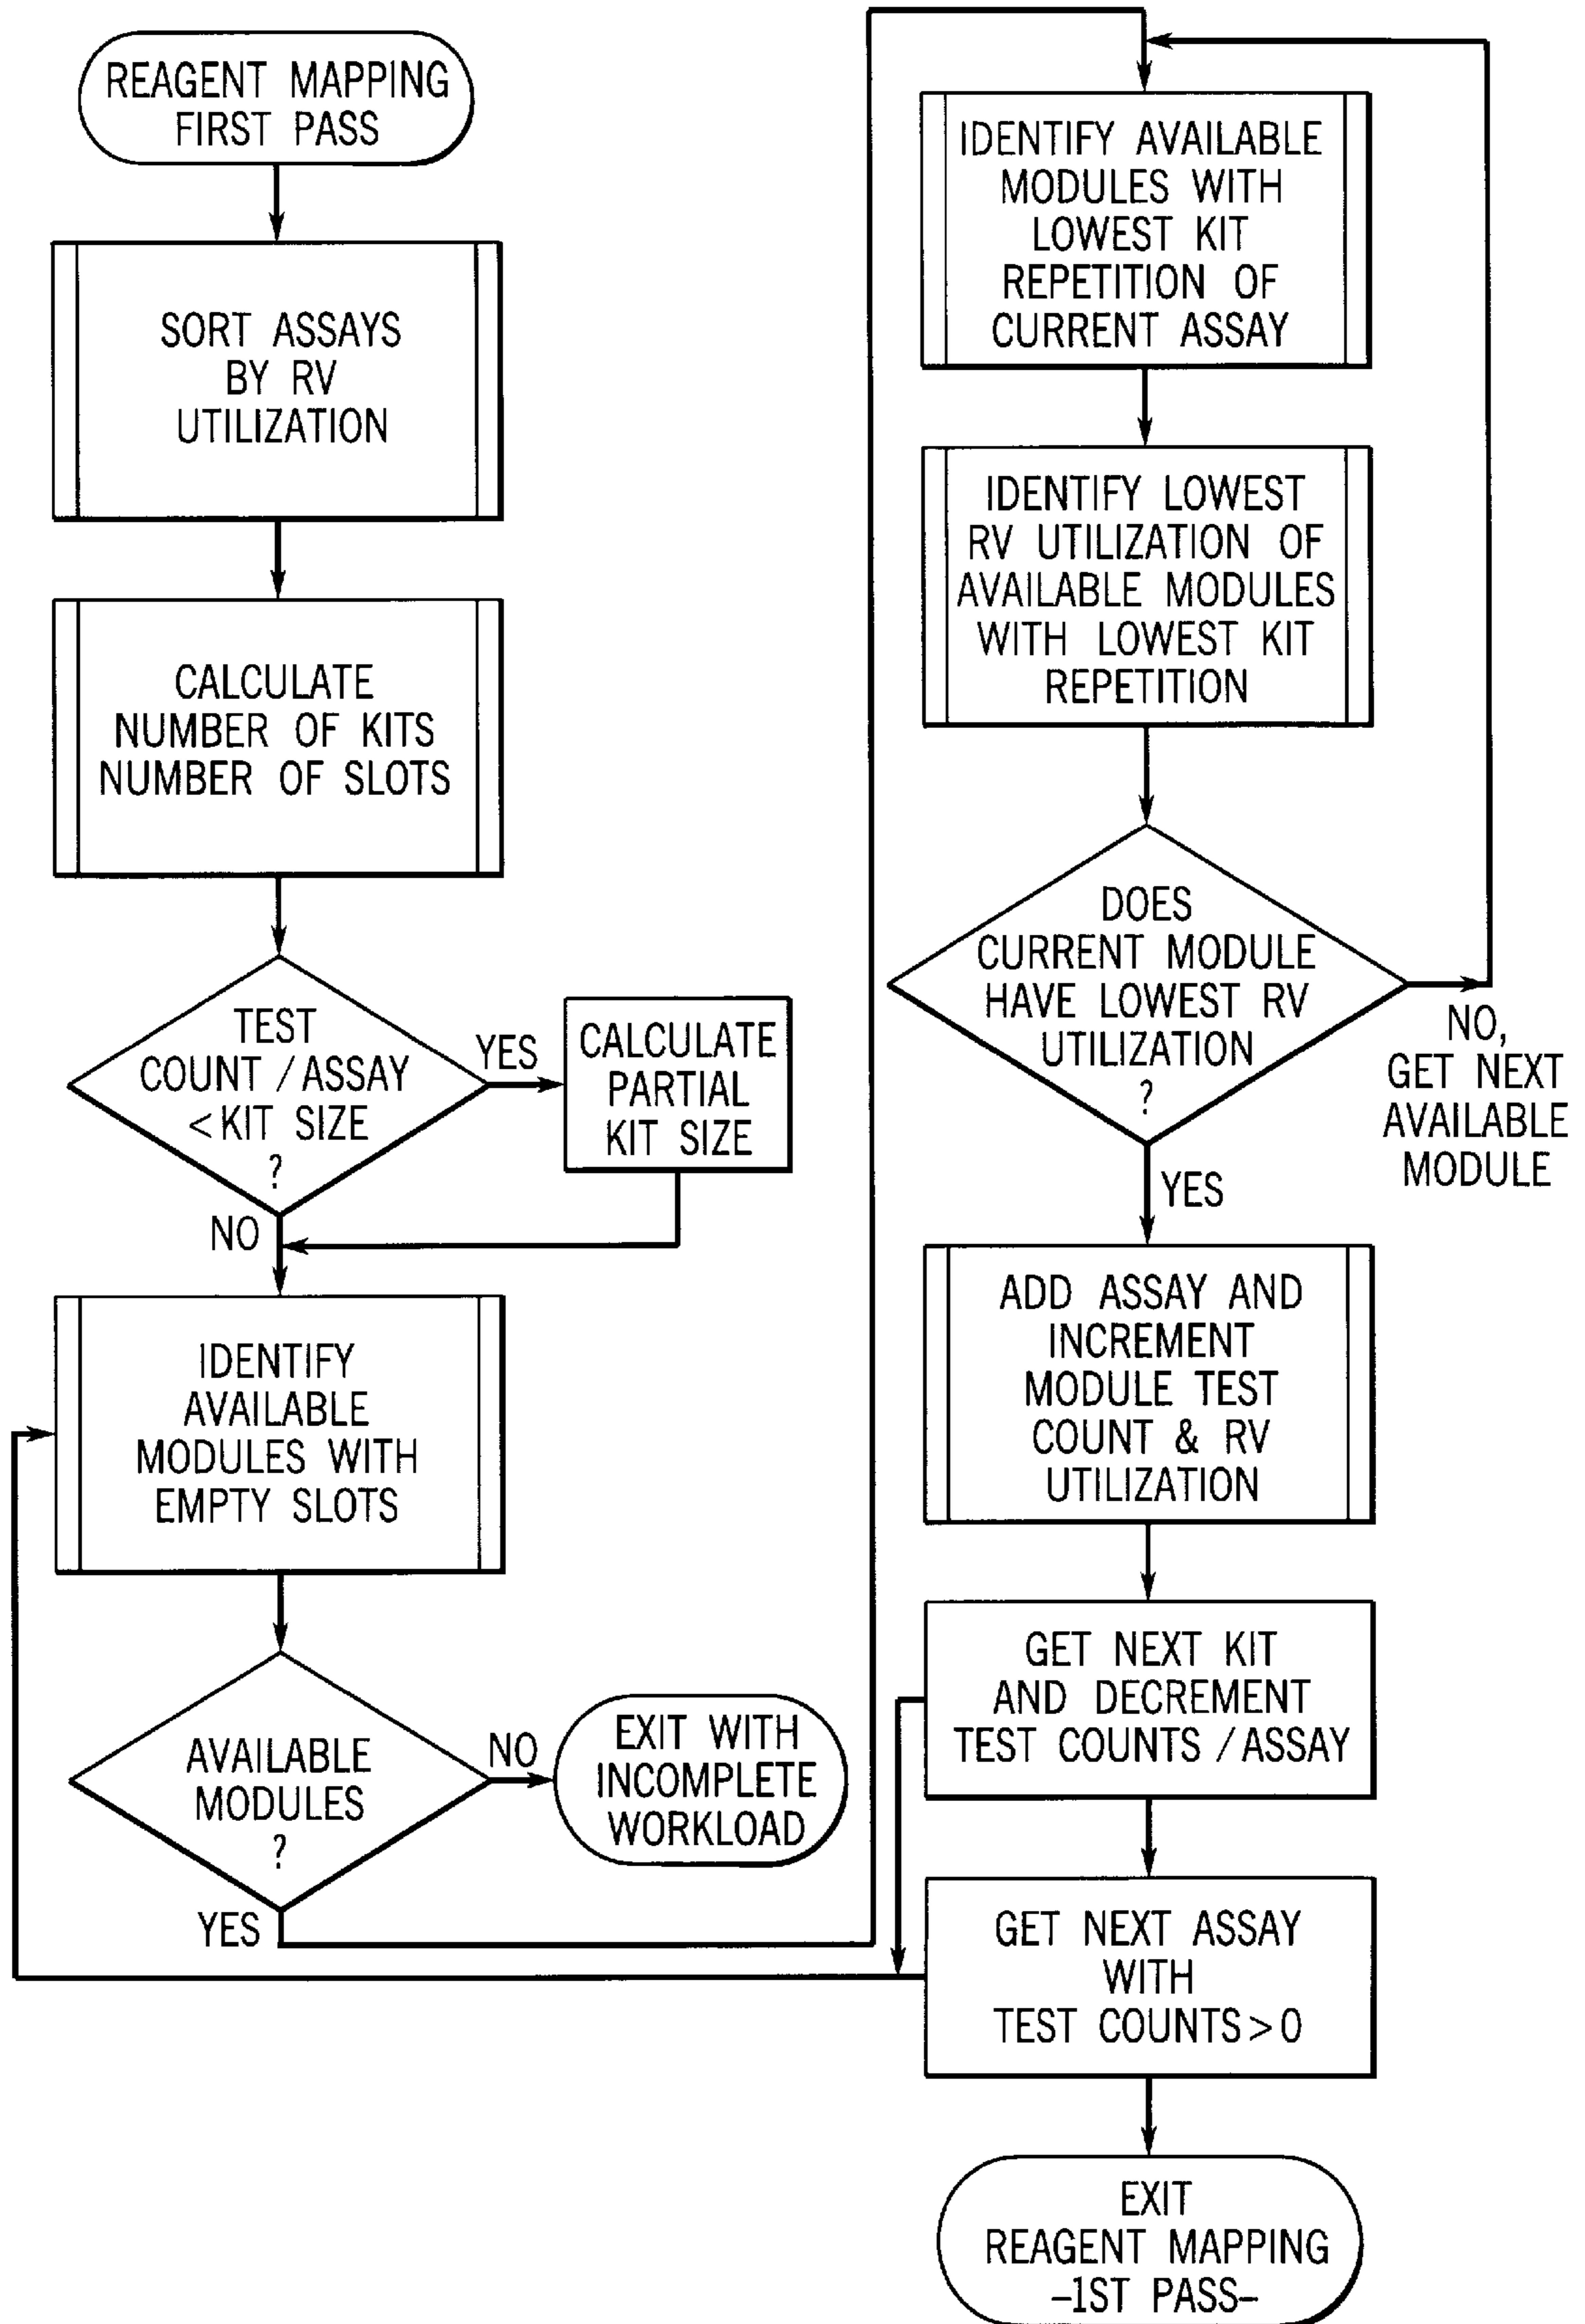 REAGENT MAPPING
FIRST PASS
SORT ASSAYS
BY RV
UTILIZATION
CALCULATE
NUMBER OF KITS
NUMBER OF SLOTS
TEST
COUNT / ASSAY
< KIT SIZE
?
YES
CALCULATE
PARTIAL
KIT SIZE
NO
IDENTIFY
AVAILABLE
MODULES WITH
EMPTY SLOTS
AVAILABLE
MODULES
?
NO
EXIT WITH
INCOMPLETE
WORKLOAD
YES
IDENTIFY AVAILABLE
MODULES WITH
LOWEST KIT
REPETITION OF
CURRENT ASSAY
IDENTIFY LOWEST
RV UTILIZATION OF
AVAILABLE MODULES
WITH LOWEST KIT
REPETITION
DOES
CURRENT MODULE
HAVE LOWEST RV
UTILIZATION
?
NO,
GET NEXT
AVAILABLE
MODULE
YES
ADD ASSAY AND
INCREMENT
MODULE TEST
COUNT & RV
UTILIZATION
GET NEXT KIT
AND DECREMENT
TEST COUNTS / ASSAY
GET NEXT ASSAY
WITH
TEST COUNTS > 0
EXIT
REAGENT MAPPING
–1ST PASS–